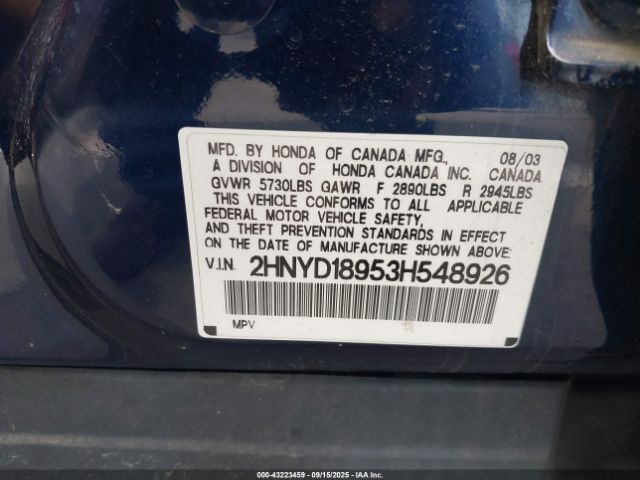 MFD. BY HONDA OF CANADA MFG., 08/03
A DIVISION OF HONDA CANADA INC. CANADA
GVWR 5730LBS GAWR F 2890LBS R 2945LBS
THIS VEHICLE CONFORMS TO ALL APPLICABLE
FEDERAL MOTOR VEHICLE SAFETY,
AND THEFT PREVENTION STANDARDS IN EFFECT
ON THE DATE OF MANUFACTURE SHOWN ABOVE.
V.I.N. 2HNYD18953H548926
MPV
000-43223459 - 09/15/2025 - IAAI.COM